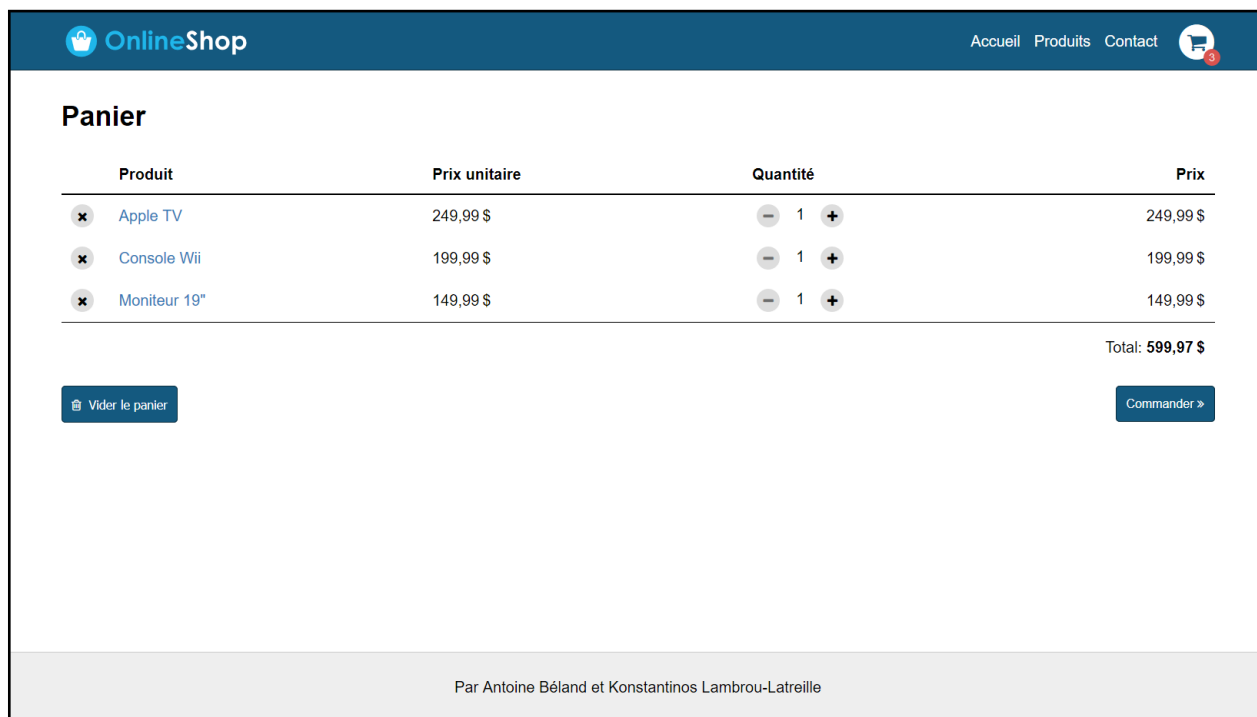 OnlineShop Accueil Produits Contact 3
Panier
Produit Prix unitaire Quantité Prix
Apple TV 249,99 $ 1 249,99 $
Console Wii 199,99 $ 1 199,99 $
Moniteur 19" 149,99 $ 1 149,99 $
Total: 599,97 $
Vider le panier Commander »
Par Antoine Béland et Konstantinos Lambrou-Latreille